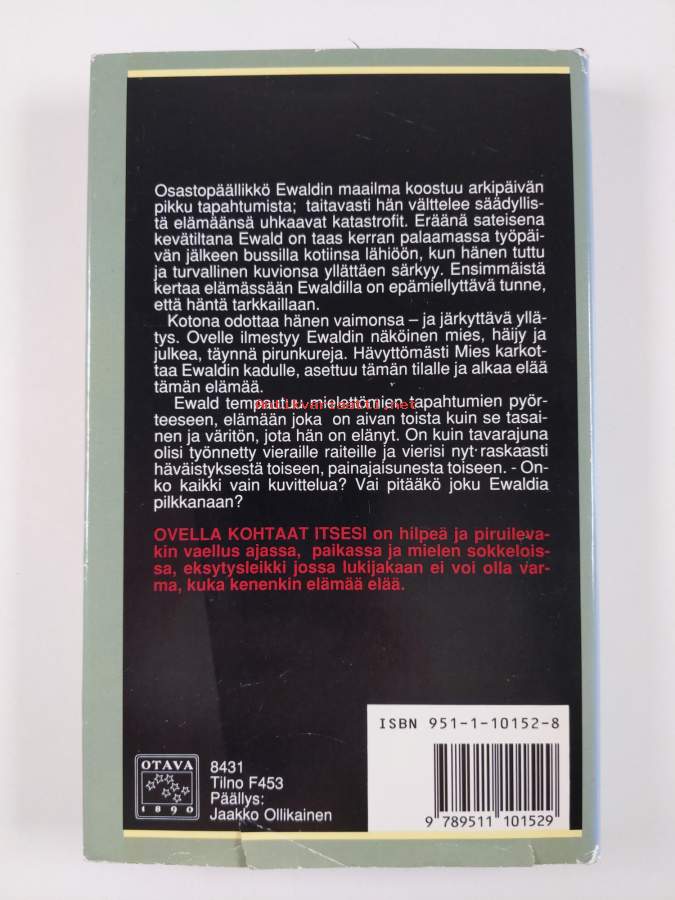 Osastopäällikkö Ewaldin maailma koostuu arkipäivän
pikku tapahtumista; taitavasti hän välttelee säädyllis-
tä elämäänsä uhkaavat katastrofit. Eräänä sateisena
kevätiltana Ewald on taas kerran palaamassa työpäi-
vän jälkeen bussilla kotiinsa lähiöön, kun hänen tuttu
ja turvallinen kuvionsa yllättäen särkyy. Ensimmäistä
kertaa elämässään Ewaldilla on epämiellyttävä tunne,
että häntä tarkkaillaan.
Kotona odottaa hänen vaimonsa – ja järkyttävä yllä-
tys. Ovelle ilmestyy Ewaldin näköinen mies, häijy ja
julkea, täynnä pirunkureja. Hävyttömästi Mies karkot-
taa Ewaldin kadulle, asettuu tämän tilalle ja alkaa elää
tämän elämää.
Ewald tempautuu mielettömien tapahtumien pyör-
teeseen, elämään joka on aivan toista kuin se tasai-
nen ja väritön, jota hän on elänyt. On kuin tavarajuna
olisi työnnetty vieraille raiteille ja vierisi nyt raskaasti
häväistyksestä toiseen, painajaisunesta toiseen. - On-
ko kaikki vain kuvittelua? Vai pitääkö joku Ewaldia
pilkkanaan?
OVELLA KOHTAAT ITSESI on hilpeä ja piruileva-
kin vaellus ajassa, paikassa ja mielen sokkelois-
sa, eksytysleikki jossa lukijakaan ei voi olla var-
ma, kuka kenenkin elämää elää.
ISBN 951-1-10152-8
OTAVA
1890
8431
Tilno F453
Päällys:
Jaakko Ollikainen
9 789511 101529